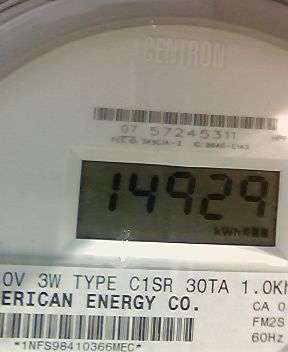 CENTRON®
07 57245311
14929
kWh
0V 3W TYPE C1SR 30TA 1.0Kh
ERICAN ENERGY CO.
CA 0
FM2S
60Hz
*1NFS98410366MEC*